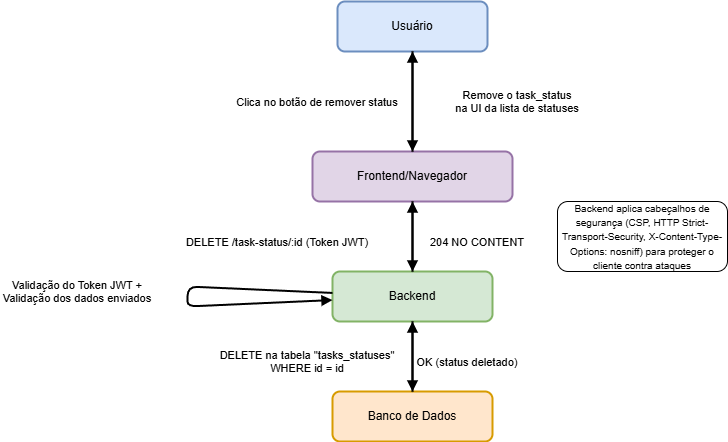 Usuário
Clica no botão de remover status
Remove o task_status
na UI da lista de statuses
Frontend/Navegador
DELETE /task-status/:id (Token JWT)
204 NO CONTENT
Backend aplica cabeçalhos de
segurança (CSP, HTTP Strict-
Transport-Security, X-Content-Type-
Options: nosniff) para proteger o
cliente contra ataques
Validação do Token JWT +
Validação dos dados enviados
Backend
DELETE na tabela "tasks_statuses"
WHERE id = id
OK (status deletado)
Banco de Dados